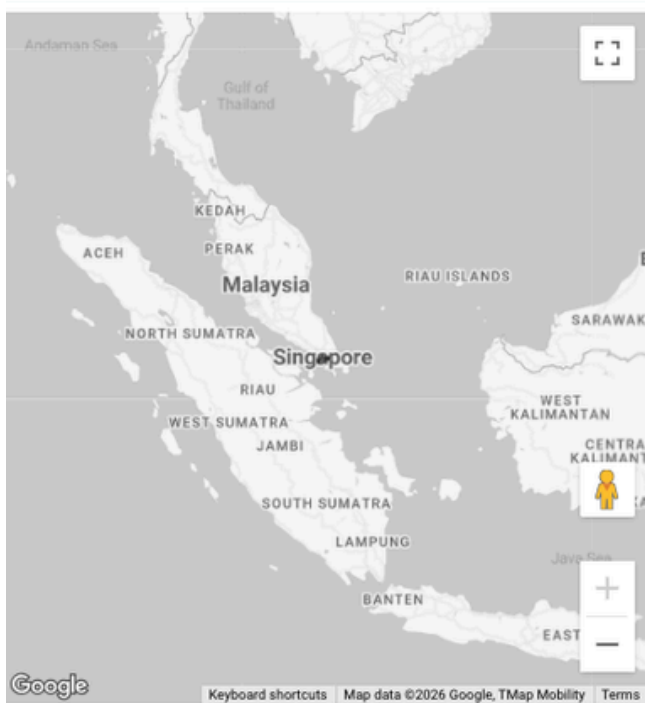 Andaman Sea
Gulf of
Thailand
KEDAH
ACEH
PERAK
RIAU ISLANDS
Malaysia
SARAWAK
NORTH SUMATRA
Singapore
RIAU
WEST
KALIMANTAN
WEST SUMATRA
JAMBI
CENTRA
KALIMANT
SOUTH SUMATRA
LAMPUNG
Java Sea
BANTEN
EAST
Google
Keyboard shortcuts
Map data ©2026 Google, TMap Mobility
Terms